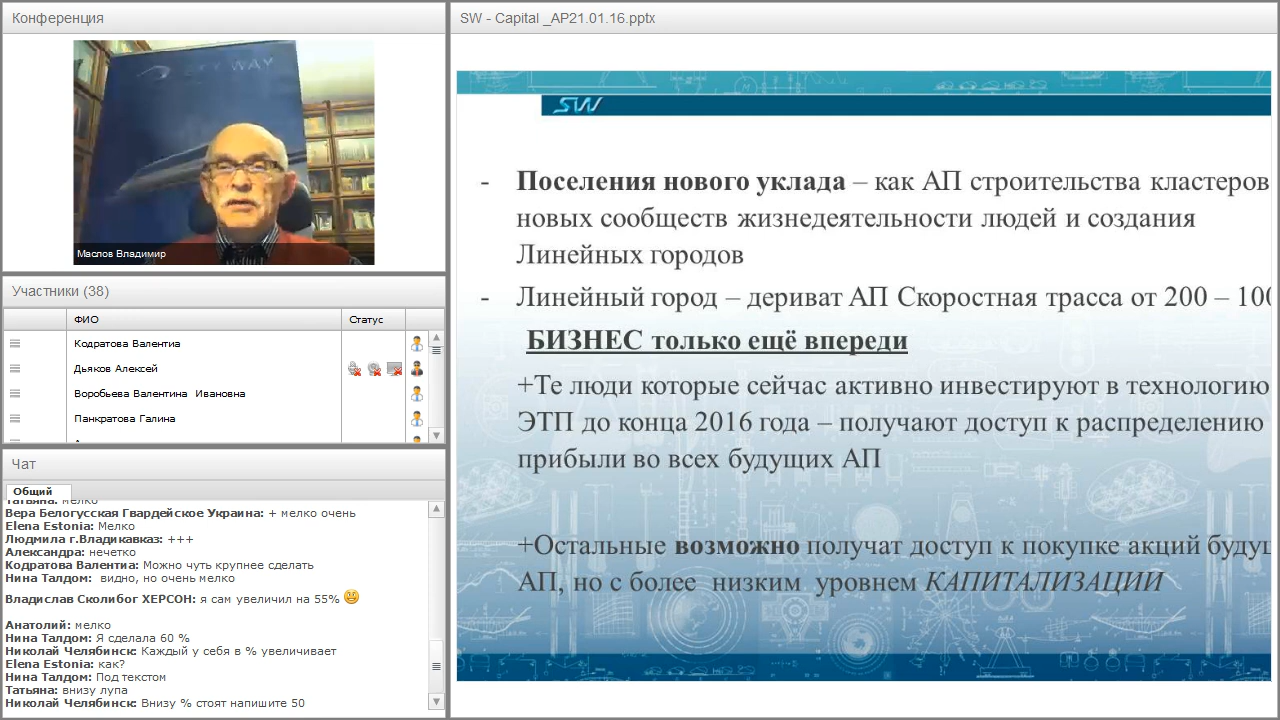 Конференция
SKY WAY
Маслов Владимир
Участники (38)
ФИО
Статус
Кодратова Валентиа
Дьяков Алексей
Воробьева Валентина Ивановна
Панкратова Галина
Чат
Общий
Татьяна: мелко
Вера Белогусская Гвардейское Украина: + мелко очень
Elena Estonia: Мелко
Людмила г.Владикавказ: +++
Александра: нечетко
Кодратова Валентиа: Можно чуть крупнее сделать
Нина Талдом: видно, но очень мелко
Владислав Сколибог ХЕРСОН: я сам увеличил на 55%
Анатолий: мелко
Нина Талдом: Я сделала 60 %
Николай Челябинск: Каждый у себя в % увеличивает
Elena Estonia: как?
Нина Талдом: Под текстом
Татьяна: внизу лупа
Николай Челябинск: Внизу % стоят напишите 50
SW - Capital _AP21.01.16.pptx
SW
- Поселения нового уклада – как АП строительства кластеров
новых сообществ жизнедеятельности людей и создания
Линейных городов
- Линейный город – дериват АП Скоростная трасса от 200 – 100
БИЗНЕС только ещё впереди
+Те люди которые сейчас активно инвестируют в технологию
ЭТП до конца 2016 года – получают доступ к распределению
прибыли во всех будущих АП
+Остальные возможно получат доступ к покупке акций будущ
АП, но с более низким уровнем КАПИТАЛИЗАЦИИ